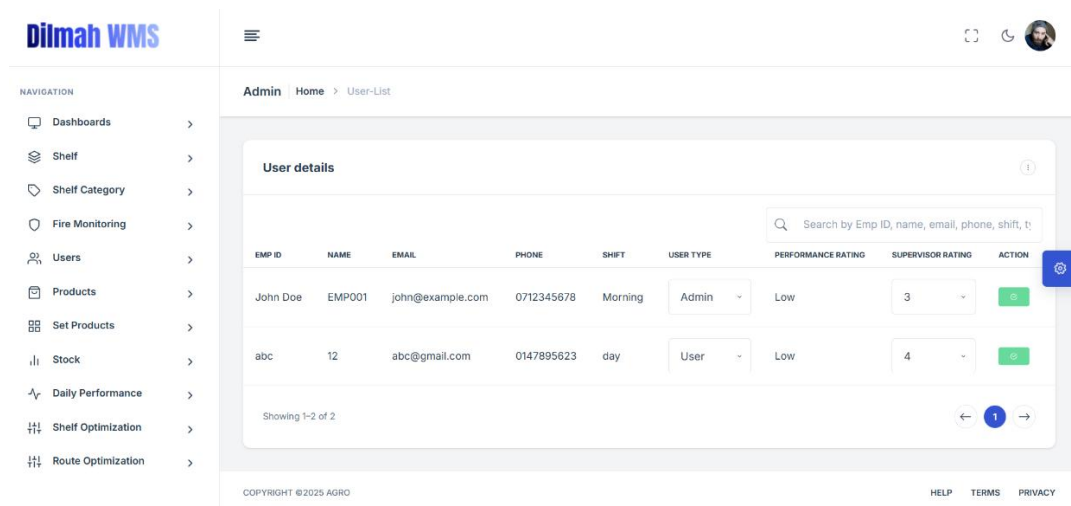 Dilmah WMS
NAVIGATION
Dashboards
Shelf
Shelf Category
Fire Monitoring
Users
Products
Set Products
Stock
Daily Performance
Shelf Optimization
Route Optimization
Admin Home > User-List
User details
Search by Emp ID, name, email, phone, shift, ty
EMP ID NAME EMAIL PHONE SHIFT USER TYPE PERFORMANCE RATING SUPERVISOR RATING ACTION
John Doe EMP001 john@example.com 0712345678 Morning Admin Low 3
abc 12 abc@gmail.com 0147895623 day User Low 4
Showing 1–2 of 2
← 1 →
COPYRIGHT ©2025 AGRO HELP TERMS PRIVACY